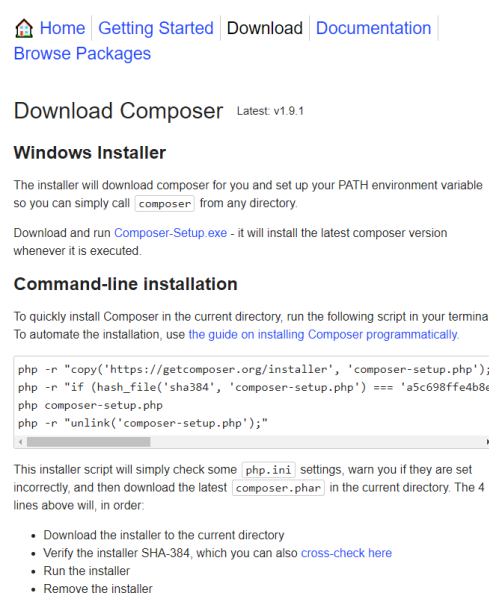 Home Getting Started Download Documentation
Browse Packages
Download Composer Latest: v1.9.1
Windows Installer
The installer will download composer for you and set up your PATH environment variable
so you can simply call composer from any directory.
Download and run Composer-Setup.exe - it will install the latest composer version
whenever it is executed.
Command-line installation
To quickly install Composer in the current directory, run the following script in your termina
To automate the installation, use the guide on installing Composer programmatically.
php -r "copy('https://getcomposer.org/installer', 'composer-setup.php');
php -r "if (hash_file('sha384', 'composer-setup.php') === 'a5c698ffe4b8e
php composer-setup.php
php -r "unlink('composer-setup.php');"
This installer script will simply check some php.ini settings, warn you if they are set
incorrectly, and then download the latest composer.phar in the current directory. The 4
lines above will, in order:
• Download the installer to the current directory
• Verify the installer SHA-384, which you can also cross-check here
• Run the installer
• Remove the installer